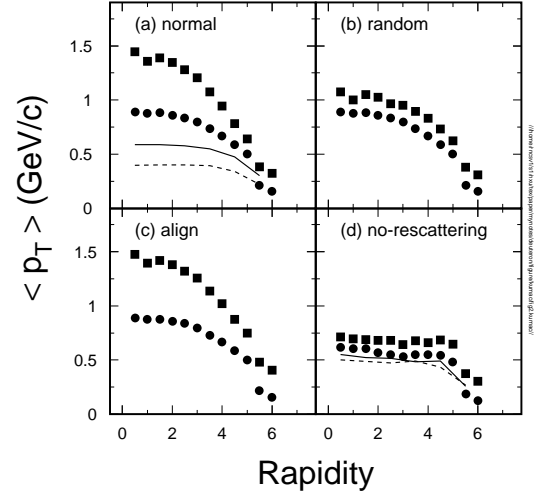 (a) normal
(b) random
1.5
1
0.5
0
< p_T > (GeV/c)
(c) align
(d) no-rescattering
1.5
1
0.5
0
0 2 4 6
0 2 4 6
Rapidity